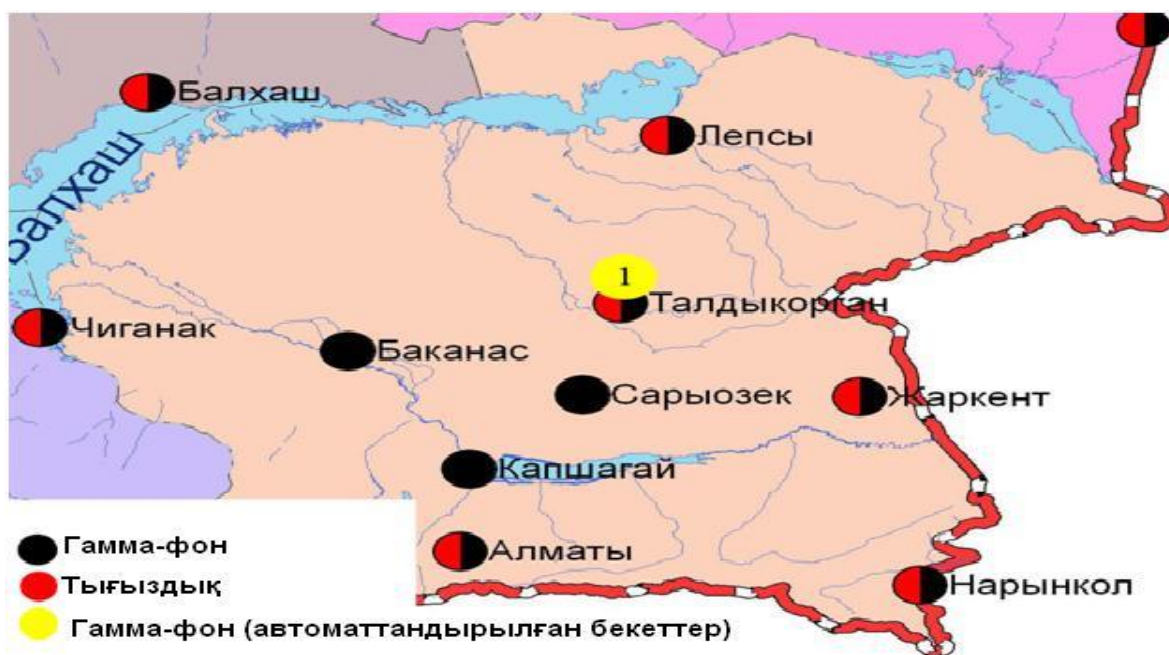 Балхаш
Лепсы
Балхаш
1
Талдыкорган
Чиганак
Баканас
Сарыозек
Жаркент
Капшагай
Алматы
Нарынкол
Гамма-фон
Тығыздық
Гамма-фон (автоматтандырылған бекеттер)